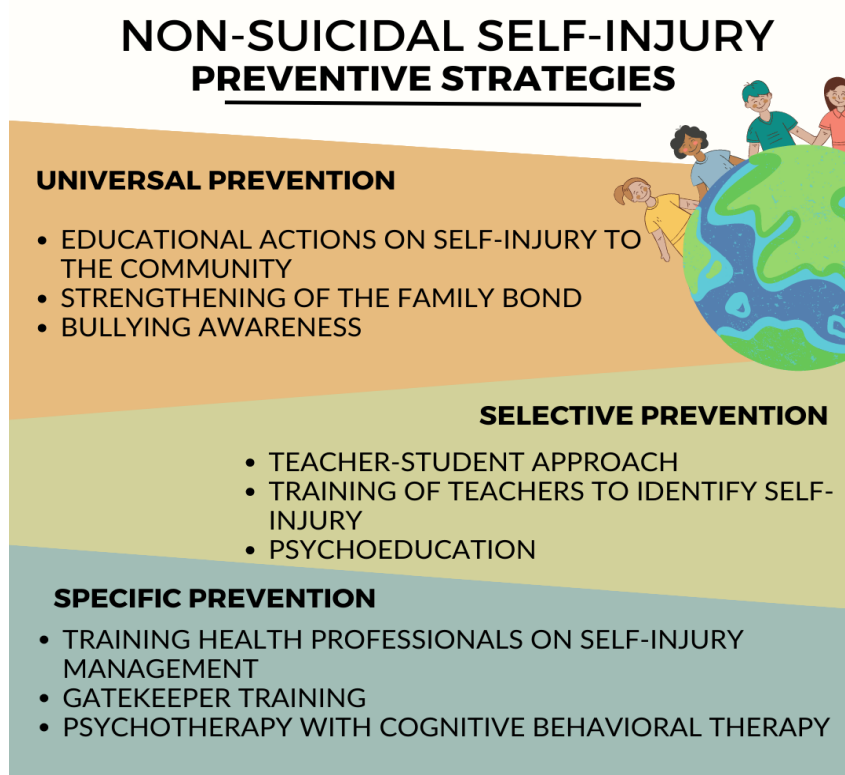 NON-SUICIDAL SELF-INJURY
PREVENTIVE STRATEGIES
UNIVERSAL PREVENTION
• EDUCATIONAL ACTIONS ON SELF-INJURY TO
THE COMMUNITY
• STRENGTHENING OF THE FAMILY BOND
• BULLYING AWARENESS
SELECTIVE PREVENTION
• TEACHER-STUDENT APPROACH
• TRAINING OF TEACHERS TO IDENTIFY SELF-
INJURY
• PSYCHOEDUCATION
SPECIFIC PREVENTION
• TRAINING HEALTH PROFESSIONALS ON SELF-INJURY
MANAGEMENT
• GATEKEEPER TRAINING
• PSYCHOTHERAPY WITH COGNITIVE BEHAVIORAL THERAPY